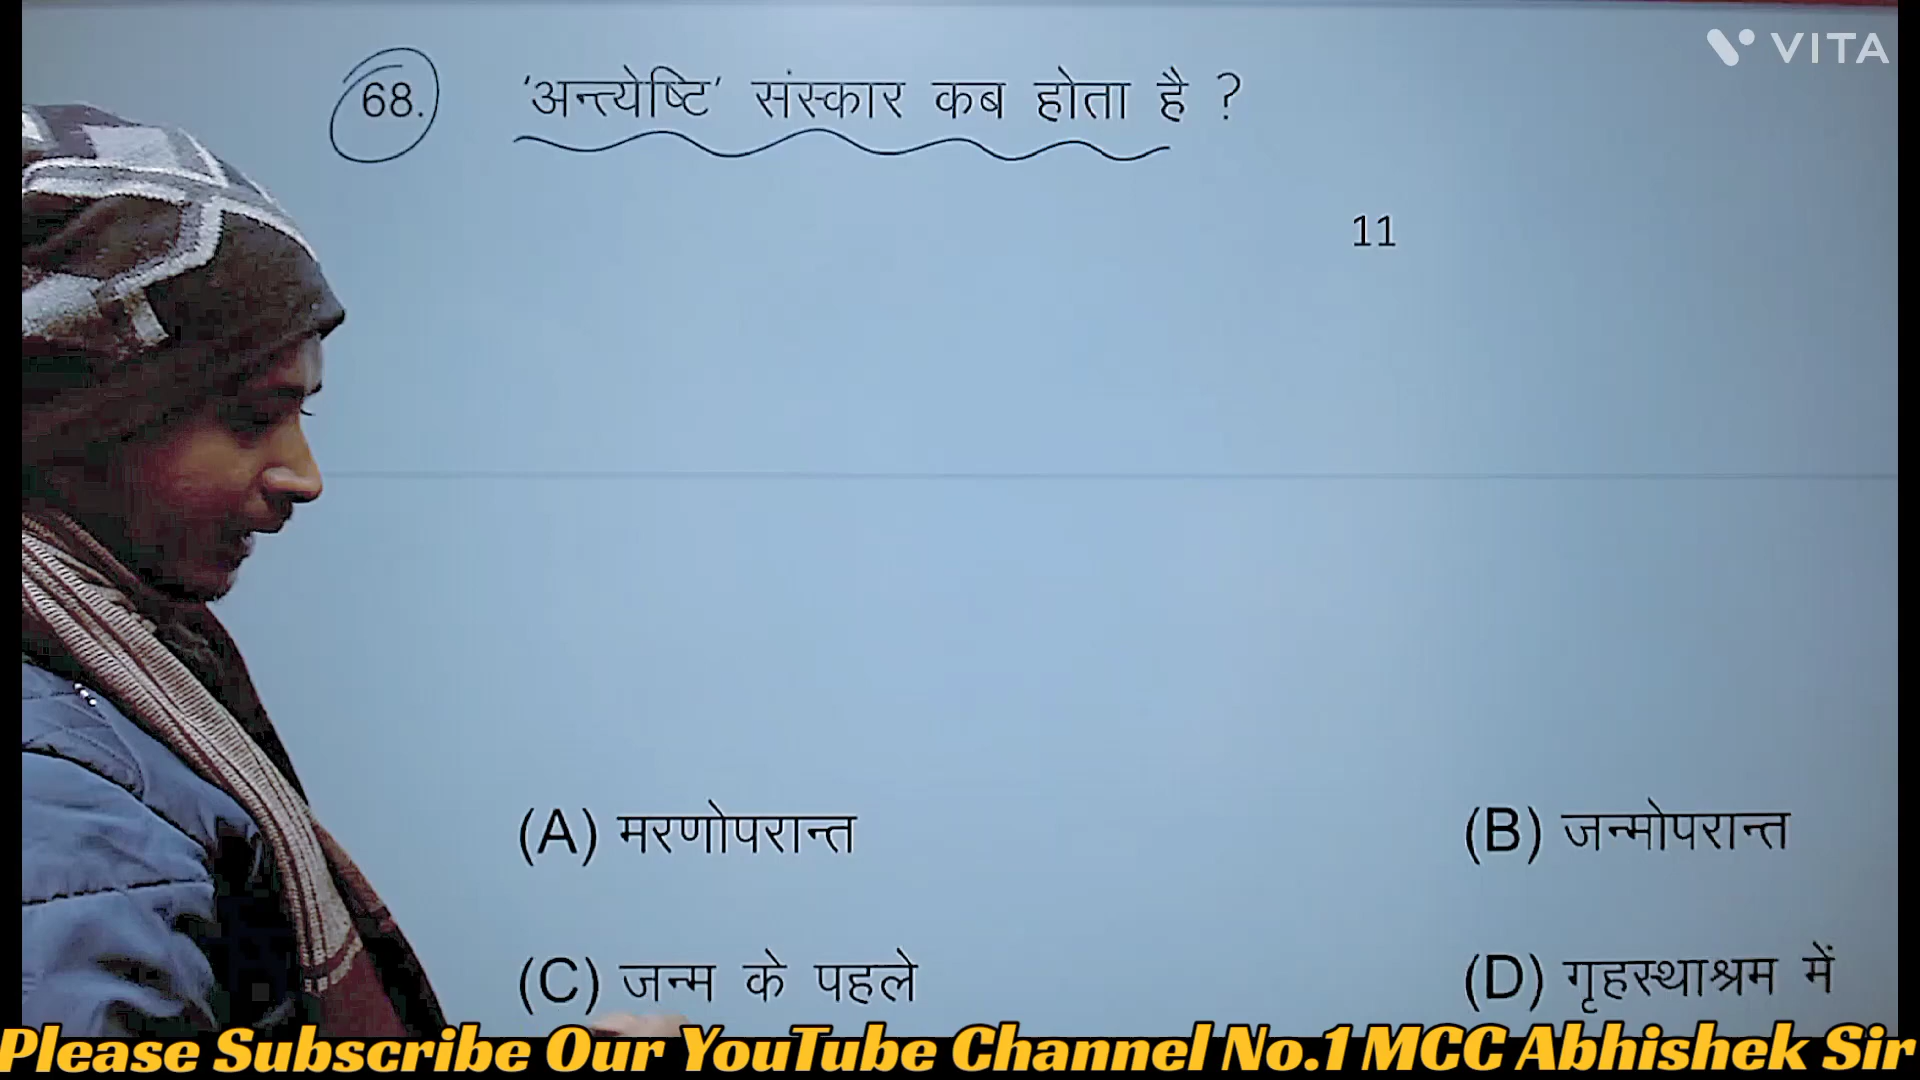 VITA
68. 'अन्त्येष्टि' संस्कार कब होता है ?
11
(A) मरणोपरान्त (B) जन्मोपरान्त
(C) जन्म के पहले (D) गृहस्थाश्रम में
Please Subscribe Our YouTube Channel No.1 MCC Abhishek Sir